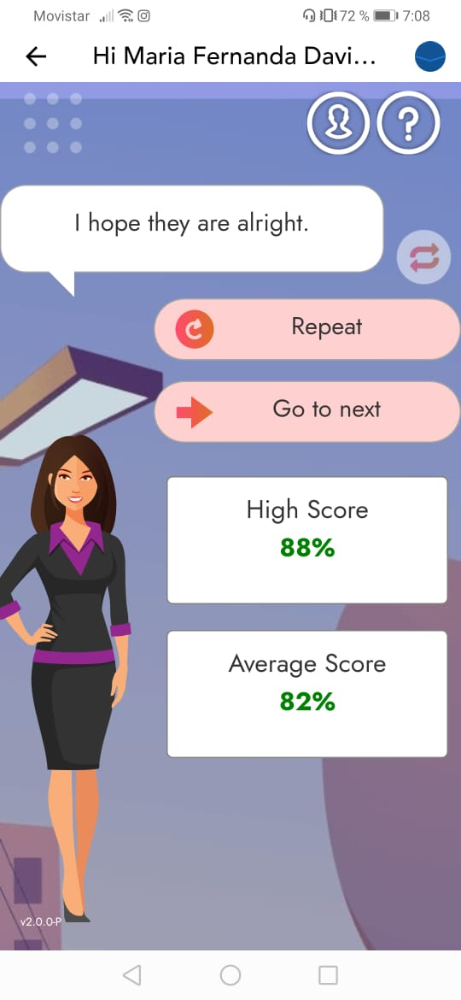 Movistar 72 % 7:08
Hi Maria Fernanda Davi...
?
I hope they are alright.
Repeat
Go to next
High Score
88%
Average Score
82%
v2.0.0-P